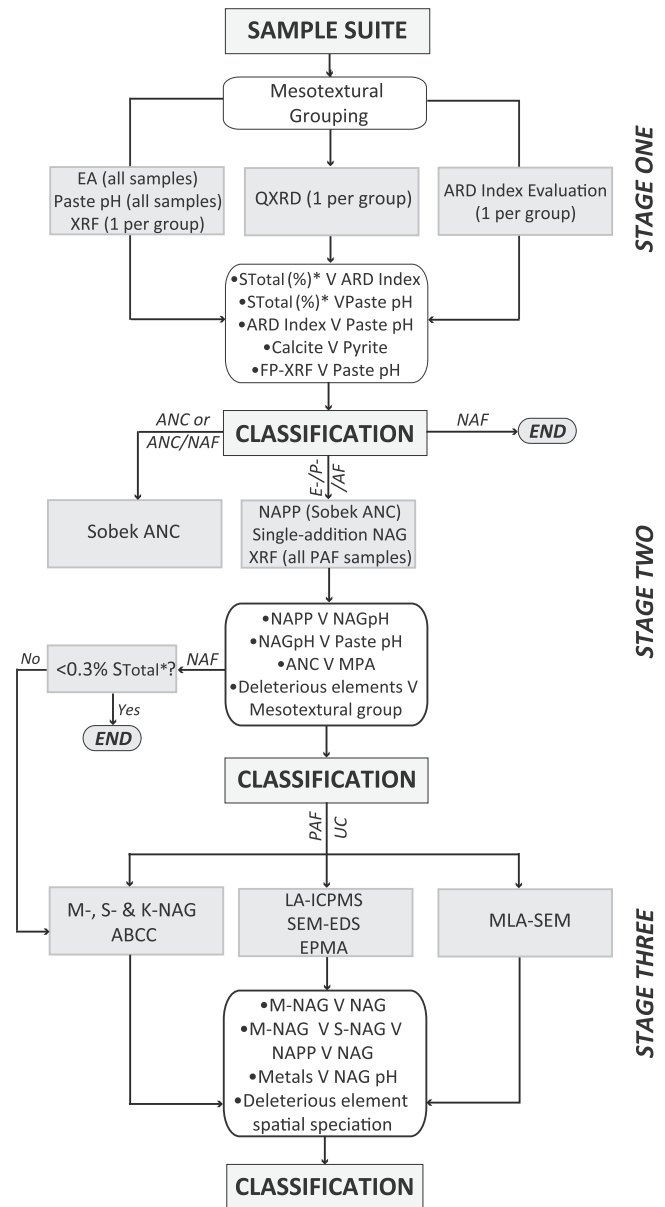 SAMPLE SUITE
Mesotextural
Grouping
STAGE ONE
EA (all samples)
Paste pH (all samples)
XRF (1 per group)
QXRD (1 per group)
ARD Index Evaluation
(1 per group)
•STotal(%)* V ARD Index
•STotal(%)* VPaste pH
•ARD Index V Paste pH
•Calcite V Pyrite
•FP-XRF V Paste pH
ANC or
ANC/NAF
CLASSIFICATION
NAF
END
E-/P-
/AF
STAGE TWO
Sobek ANC
NAPP (Sobek ANC)
Single-addition NAG
XRF (all PAF samples)
•NAPP V NAGpH
•NAGpH V Paste pH
•ANC V MPA
•Deleterious elements V
Mesotextural group
NAF
<0.3% STotal*?
No
Yes
END
CLASSIFICATION
PAF
UC
STAGE THREE
M-, S- & K-NAG
ABCC
LA-ICPMS
SEM-EDS
EPMA
MLA-SEM
•M-NAG V NAG
•M-NAG V S-NAG V
NAPP V NAG
•Metals V NAG pH
•Deleterious element
spatial speciation
CLASSIFICATION